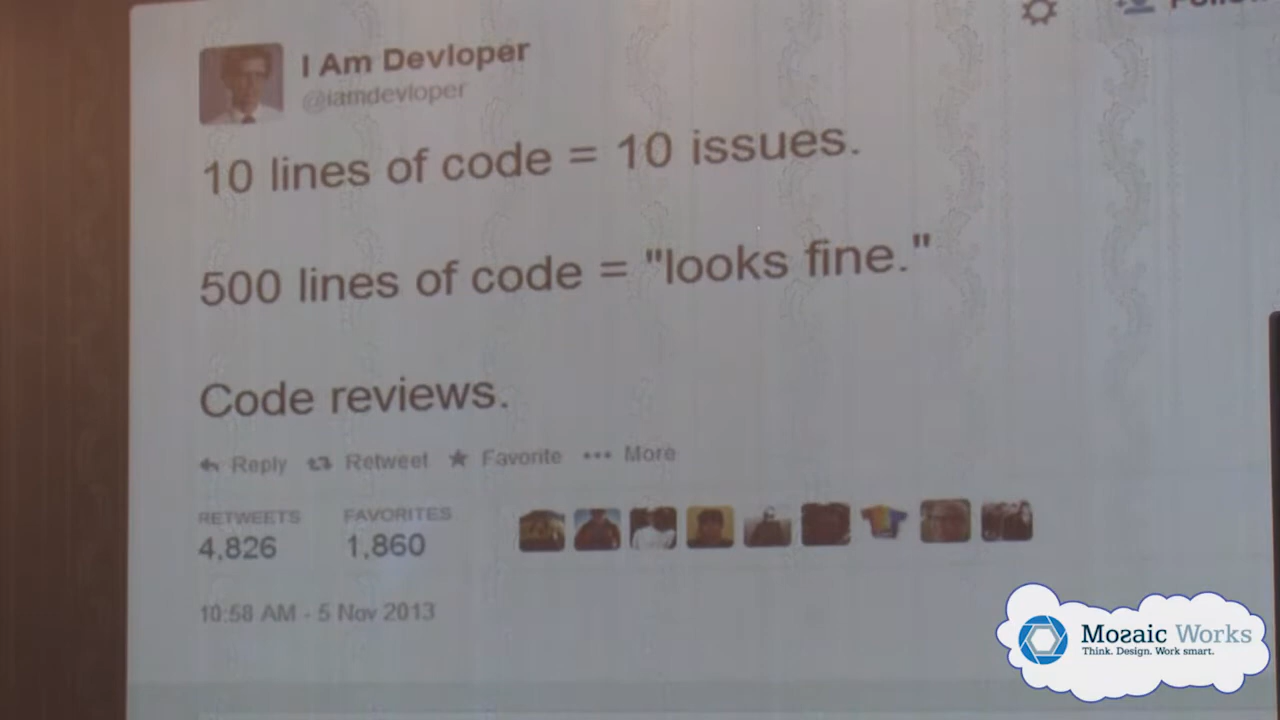 I Am Devloper
@iamdevloper
10 lines of code = 10 issues.
500 lines of code = "looks fine."
Code reviews.
Reply Retweet Favorite ••• More
RETWEETS FAVORITES
4,826 1,860
10:58 AM - 5 Nov 2013
Mozaic Works
Think. Design. Work smart.